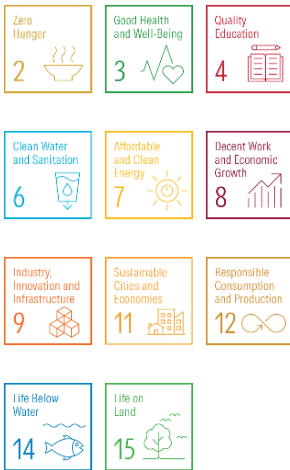 Zero
Hunger
2
Good Health
and Well-Being
3
Quality
Education
4
Clean Water
and Sanitation
6
Affordable
and Clean
Energy
7
Decent Work
and Economic
Growth
8
Industry,
Innovation and
Infrastructure
9
Sustainable
Cities and
Economies
11
Responsible
Consumption
and Production
12
Life Below
Water
14
Life on
Land
15